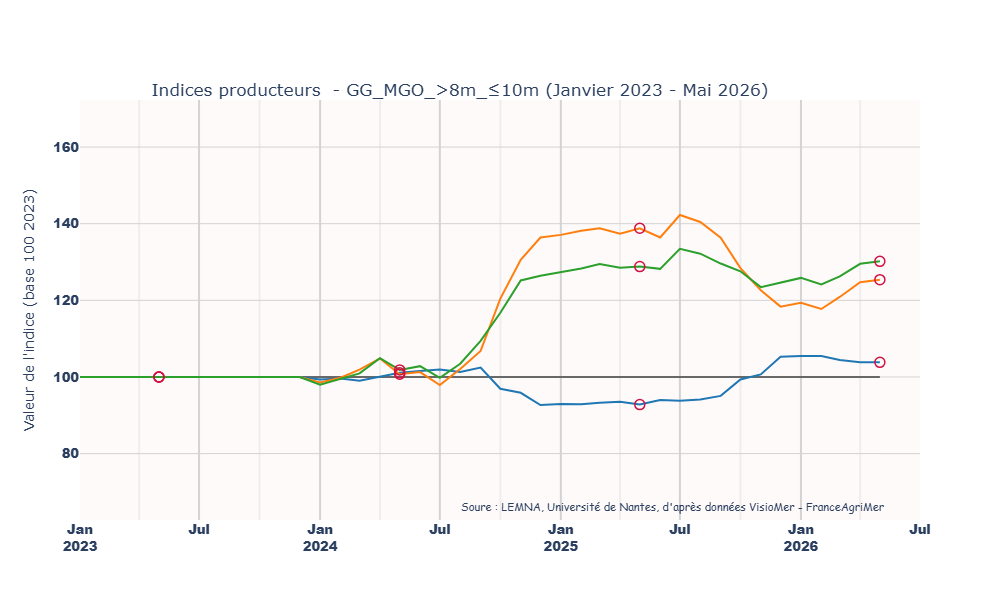 Indices producteurs  - GG_MGO_>8m_≤10m (Janvier 2023 - Mai 2026)
Valeur de l'indice (base 100 2023)
160
140
120
100
80
Soure : LEMNA, Université de Nantes, d'après données VisioMer - FranceAgriMer
Jan Jul Jan Jul Jan Jul Jan Jul
2023 2024 2025 2026